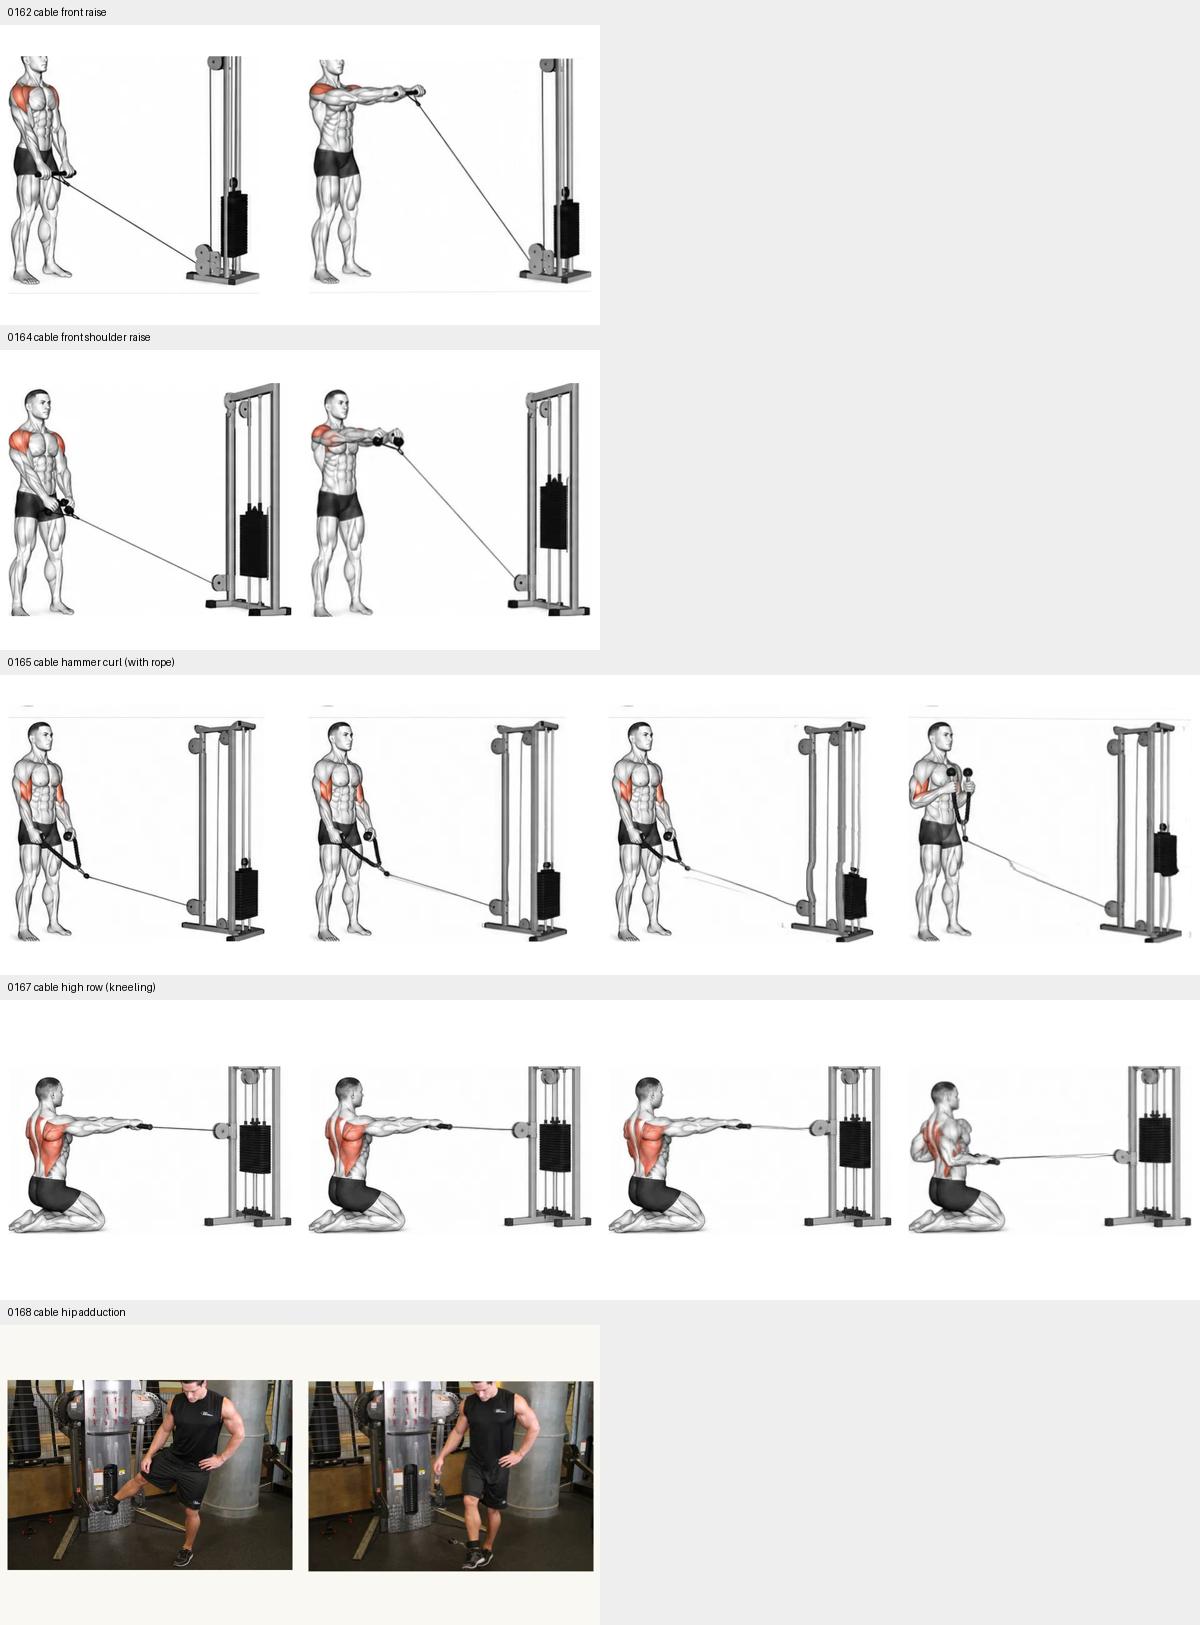 0162 cable front raise
0164 cable front shoulder raise
0165 cable hammer curl (with rope)
0167 cable high row (kneeling)
0168 cable hip adduction